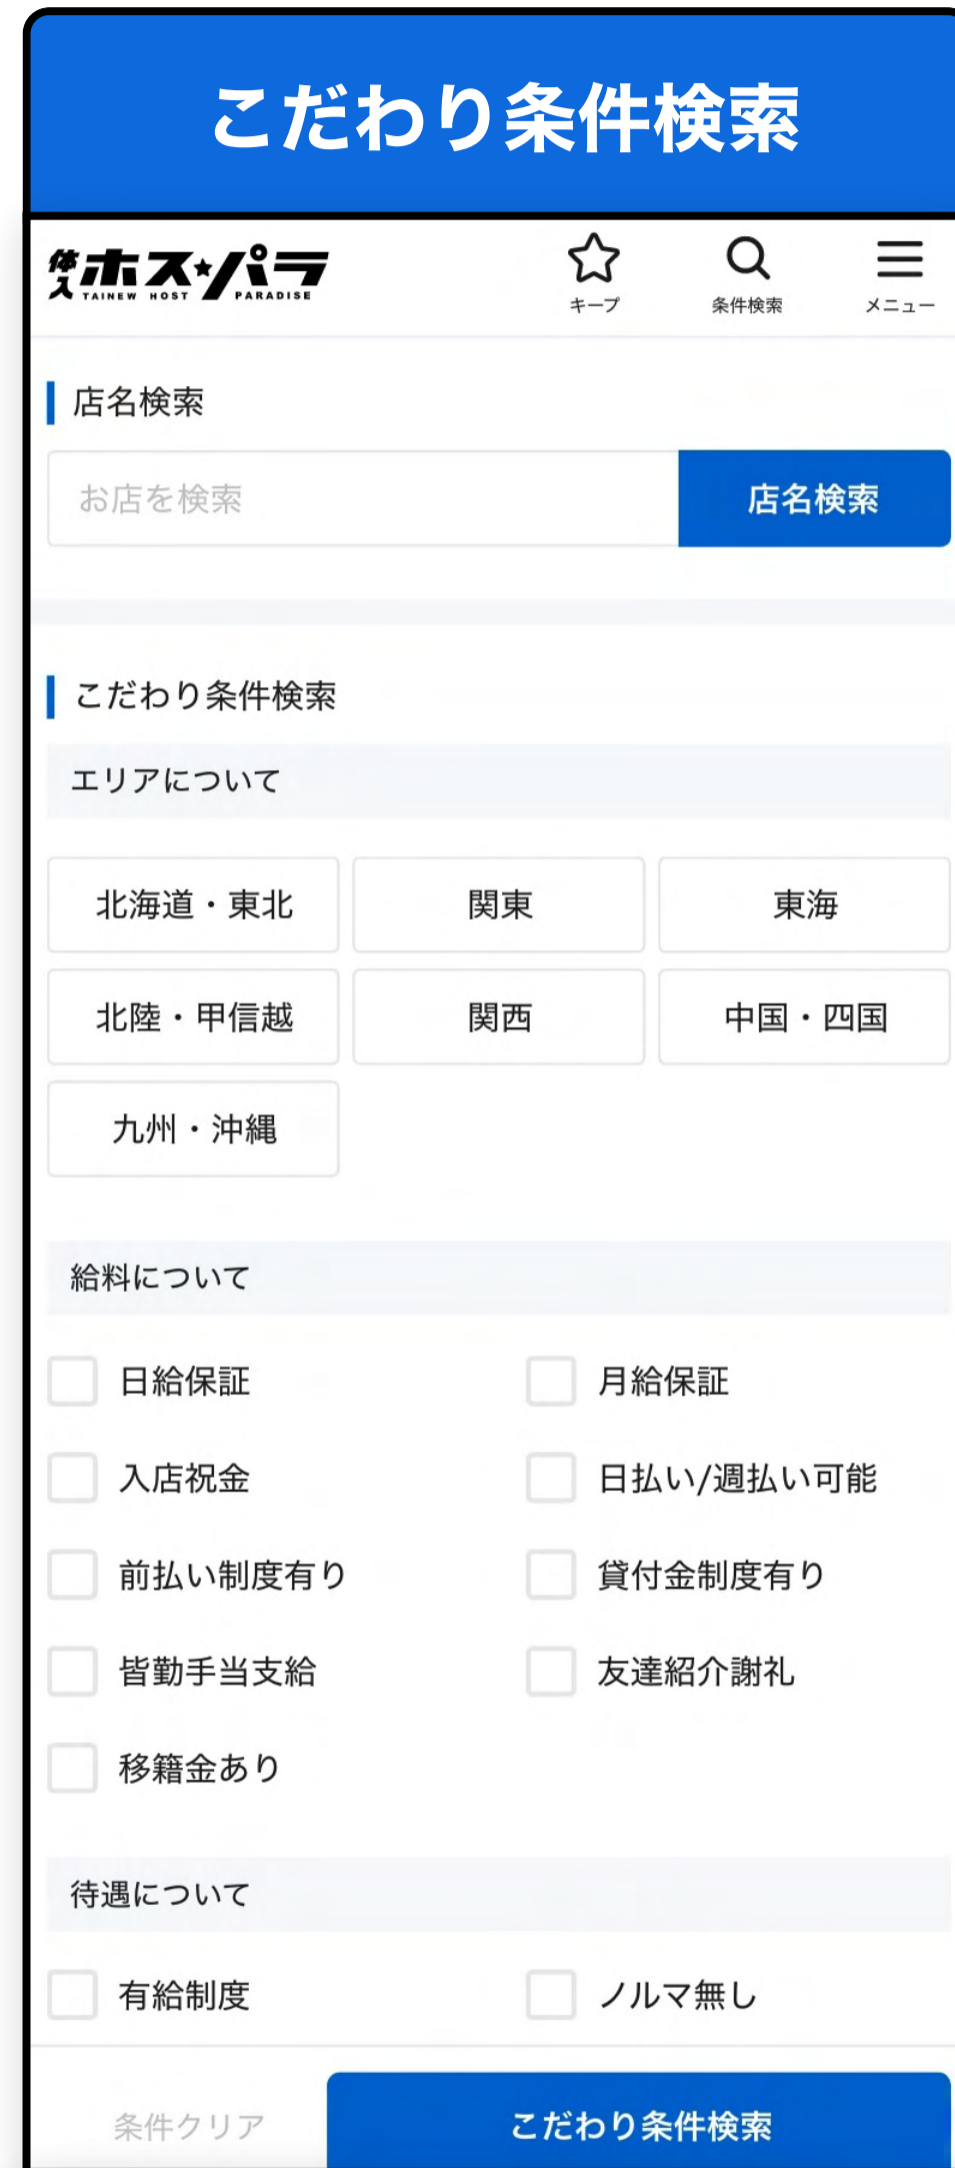 こだわり条件検索
体入ホス★パラ
TAINEW HOST PARADISE
キープ
条件検索
メニュー
店名検索
お店を検索
店名検索
こだわり条件検索
エリアについて
北海道・東北
関東
東海
北陸・甲信越
関西
中国・四国
九州・沖縄
給料について
日給保証
月給保証
入店祝金
日払い/週払い可能
前払い制度有り
貸付金制度有り
皆勤手当支給
友達紹介謝礼
移籍金あり
待遇について
有給制度
ノルマ無し
条件クリア
こだわり条件検索